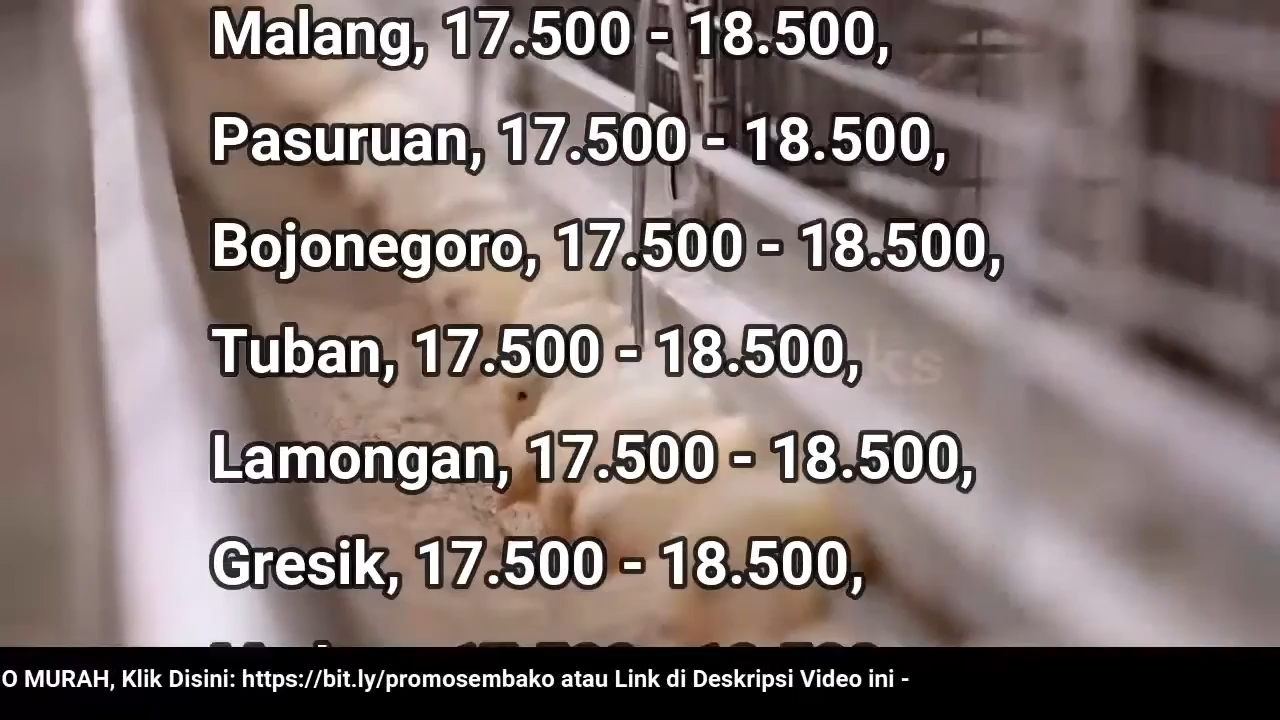 Malang, 17.500 - 18.500,
Pasuruan, 17.500 - 18.500,
Bojonegoro, 17.500 - 18.500,
Tuban, 17.500 - 18.500,
ks
Lamongan, 17.500 - 18.500,
Gresik, 17.500 - 18.500,
O MURAH, Klik Disini: https://bit.ly/promosembako atau Link di Deskripsi Video ini -